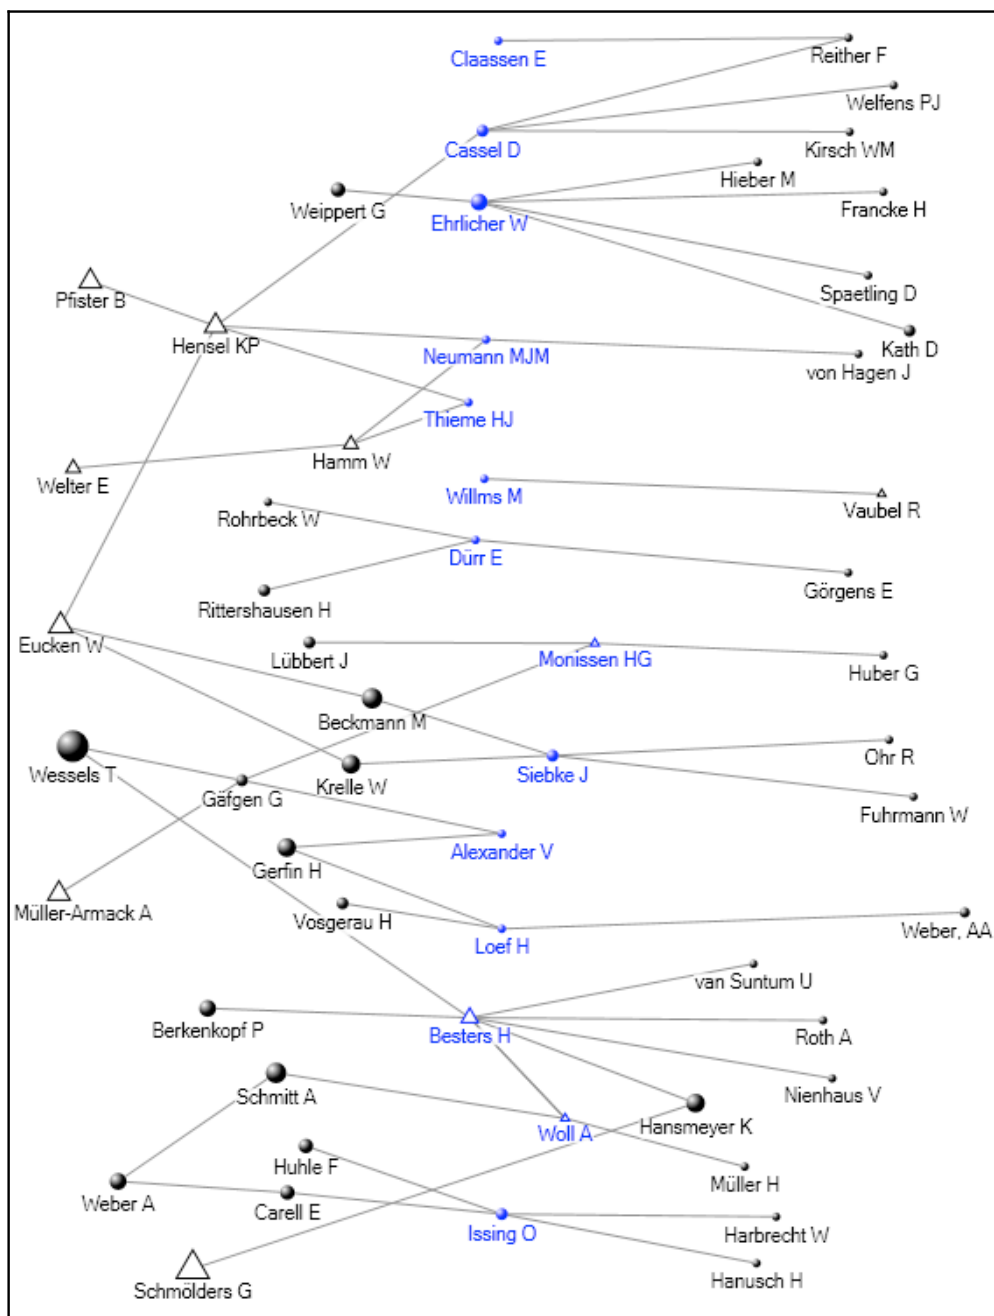 Claassen E
Reither F
Welfens PJ
Cassel D
Kirsch WM
Hieber M
Weippert G
Ehrlicher W
Francke H
Pfister B
Spaetling D
Hensel KP
Neumann MJM
Kath D
von Hagen J
Thieme HJ
Hamm W
Welter E
Willms M
Vaubel R
Rohrbeck W
Dürr E
Rittershausen H
Görgens E
Eucken W
Lübbert J
Monissen HG
Huber G
Beckmann M
Wessels T
Krelle W
Siebke J
Ohr R
Gäfgen G
Fuhrmann W
Alexander V
Gerfin H
Müller-Armack A
Vosgerau H
Loef H
Weber, AA
van Suntum U
Berkenkopf P
Besters H
Roth A
Schmitt A
Nienhaus V
Woll A
Hansmeyer K
Huhle F
Müller H
Weber A
Carell E
Issing O
Harbrecht W
Schmölders G
Hanusch H